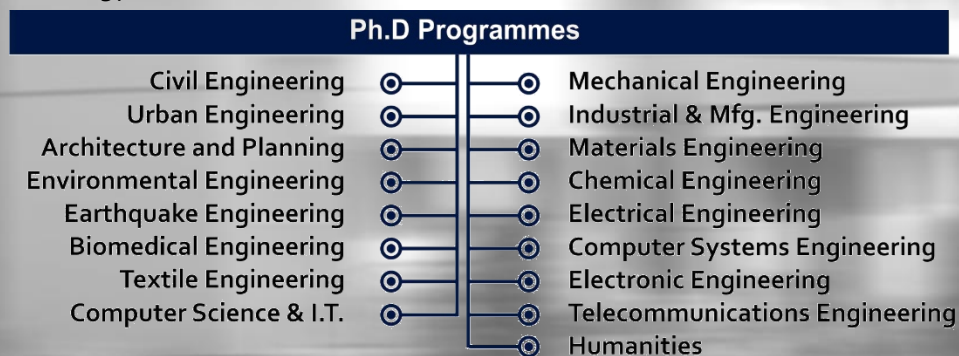 Ph.D Programmes
Civil Engineering
Urban Engineering
Architecture and Planning
Environmental Engineering
Earthquake Engineering
Biomedical Engineering
Textile Engineering
Computer Science & I.T.
Mechanical Engineering
Industrial & Mfg. Engineering
Materials Engineering
Chemical Engineering
Electrical Engineering
Computer Systems Engineering
Electronic Engineering
Telecommunications Engineering
Humanities